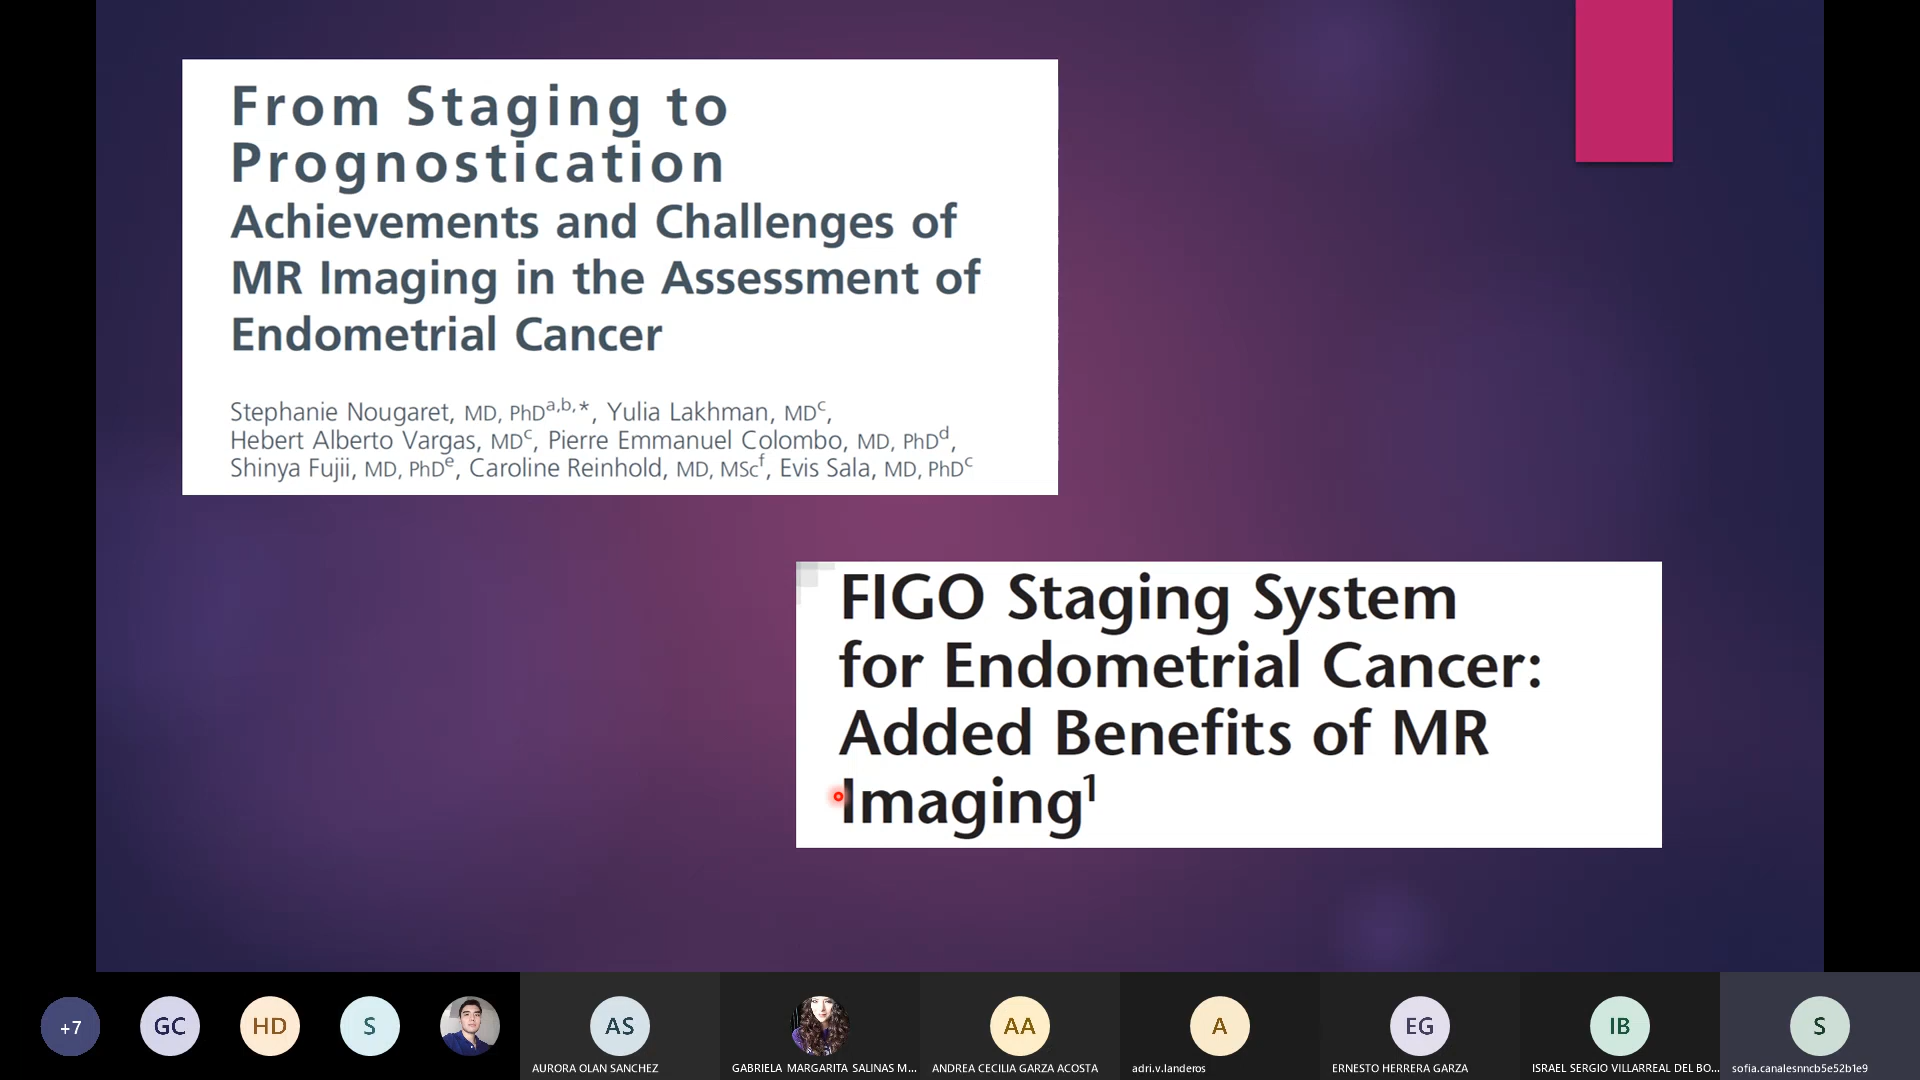 From Staging to
Prognostication
Achievements and Challenges of
MR Imaging in the Assessment of
Endometrial Cancer
Stephanie Nougaret, MD, PhDa,b,*, Yulia Lakhman, MDc,
Hebert Alberto Vargas, MDc, Pierre Emmanuel Colombo, MD, PhDd,
Shinya Fujii, MD, PhDe, Caroline Reinhold, MD, MScf, Evis Sala, MD, PhDc
FIGO Staging System
for Endometrial Cancer:
Added Benefits of MR
Imaging1
+7
GC
HD
S
AS
AA
A
EG
IB
S
AURORA OLAN SANCHEZ
GABRIELA MARGARITA SALINAS M...
ANDREA CECILIA GARZA ACOSTA
adri.v.landeros
ERNESTO HERRERA GARZA
ISRAEL SERGIO VILLARREAL DEL BO...
sofia.canalesnncb5e52b1e9